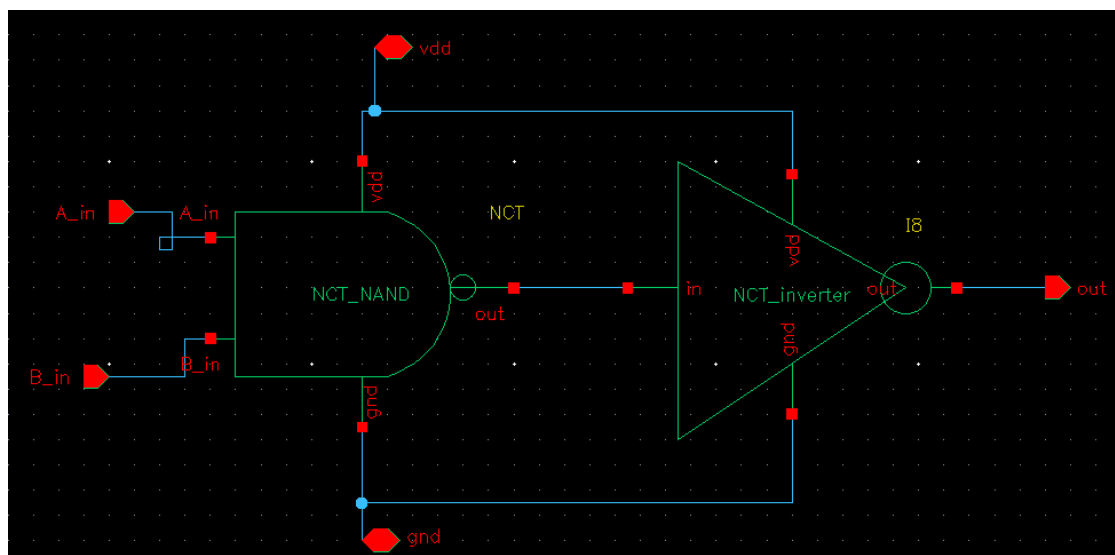 vdd
vdd
A_in
A_in
NCT
I8
vdd
NCT_NAND
out
in
NCT_inverter
out
out
gnd
B_in
B_in
gnd
gnd